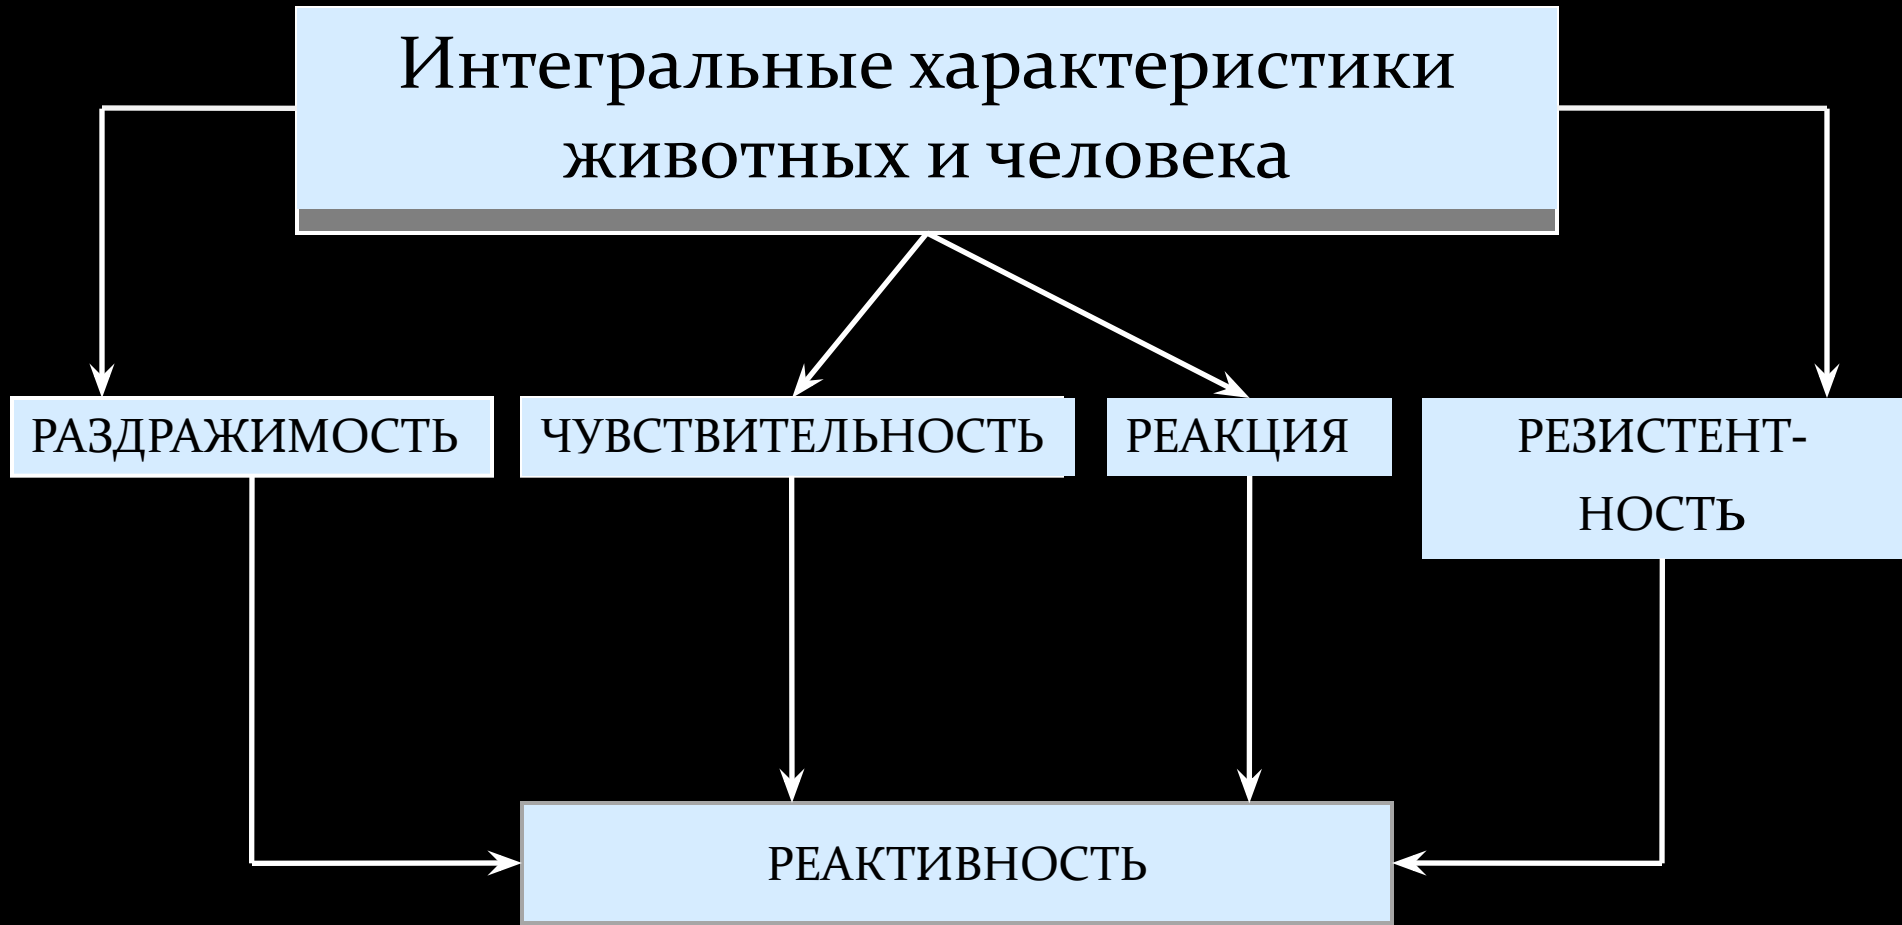 Интегральные характеристики
животных и человека
РАЗДРАЖИМОСТЬ
ЧУВСТВИТЕЛЬНОСТЬ
РЕАКЦИЯ
РЕЗИСТЕНТ-
НОСТЬ
РЕАКТИВНОСТЬ